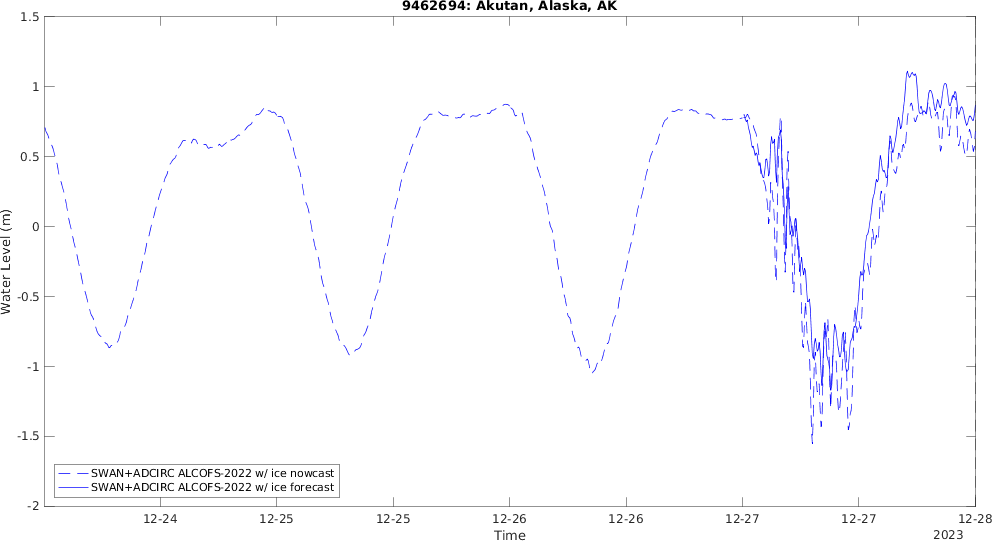 9462694: Akutan, Alaska, AK
1.5
1
0.5
0
-0.5
-1
-1.5
-2
Water Level (m)
SWAN+ADCIRC ALCOFS-2022 w/ ice nowcast
SWAN+ADCIRC ALCOFS-2022 w/ ice forecast
12-24 12-25 12-25 12-26 12-26 12-27 12-27 12-28
Time
2023